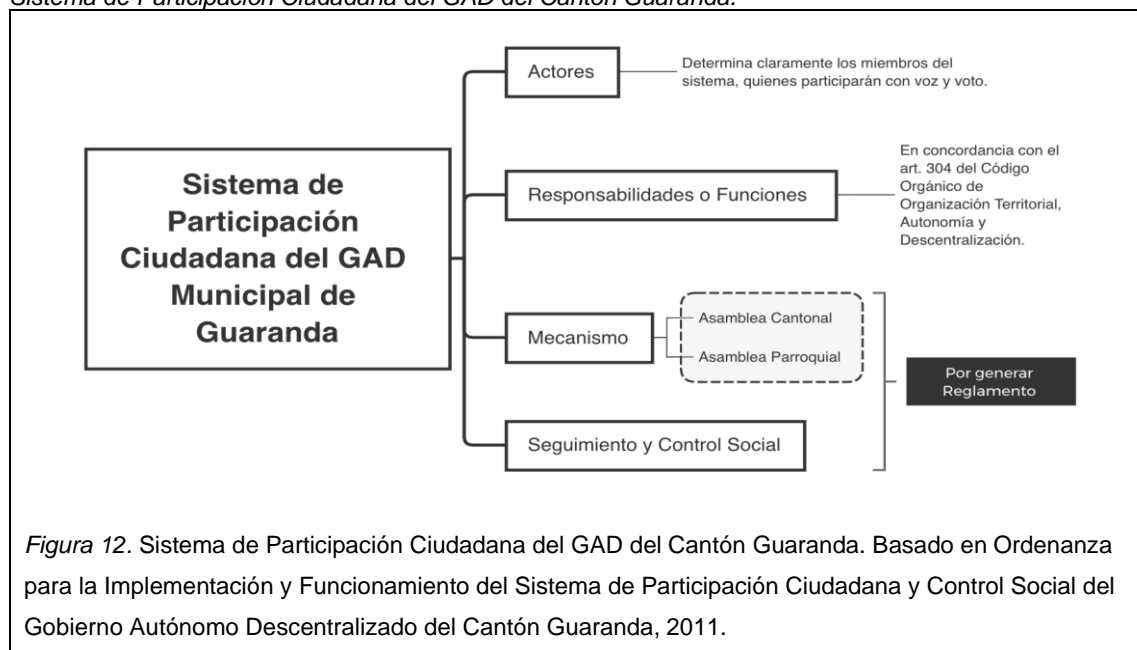 Sistema de Participación Ciudadana del GAD del Cantón Guaranda.
Actores
Determina claramente los miembros del
sistema, quienes participarán con voz y voto.
Sistema de
Participación
Ciudadana del GAD
Municipal de
Guaranda
Responsabilidades o Funciones
En concordancia con el
art. 304 del Código
Orgánico de
Organización Territorial,
Autonomía y
Descentralización.
Mecanismo
Asamblea Cantonal
Asamblea Parroquial
Por generar
Reglamento
Seguimiento y Control Social
Figura 12. Sistema de Participación Ciudadana del GAD del Cantón Guaranda. Basado en Ordenanza
para la Implementación y Funcionamiento del Sistema de Participación Ciudadana y Control Social del
Gobierno Autónomo Descentralizado del Cantón Guaranda, 2011.